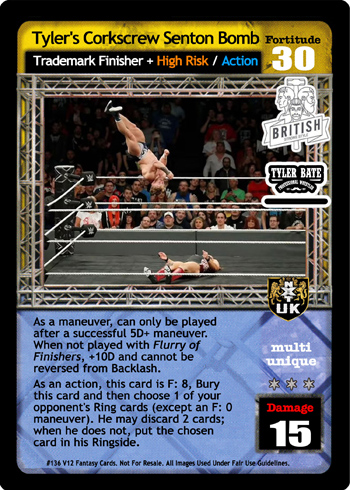 Tyler's Corkscrew Senton Bomb
Fortitude
Trademark Finisher + High Risk / Action
30
BRITISH
TYLER BATE
PROFESSIONAL WRESTLER
NXT
UK
As a maneuver, can only be played
after a successful 5D+ maneuver.
When not played with Flurry of
Finishers, +10D and cannot be
reversed from Backlash.
As an action, this card is F: 8, Bury
this card and then choose 1 of your
opponent's Ring cards (except an F: 0
maneuver). He may discard 2 cards;
when he does not, put the chosen
card in his Ringside.
multi
unique
Damage
15
#136 V12 Fantasy Cards. Not For Resale. All Images Used Under Fair Use Guidelines.